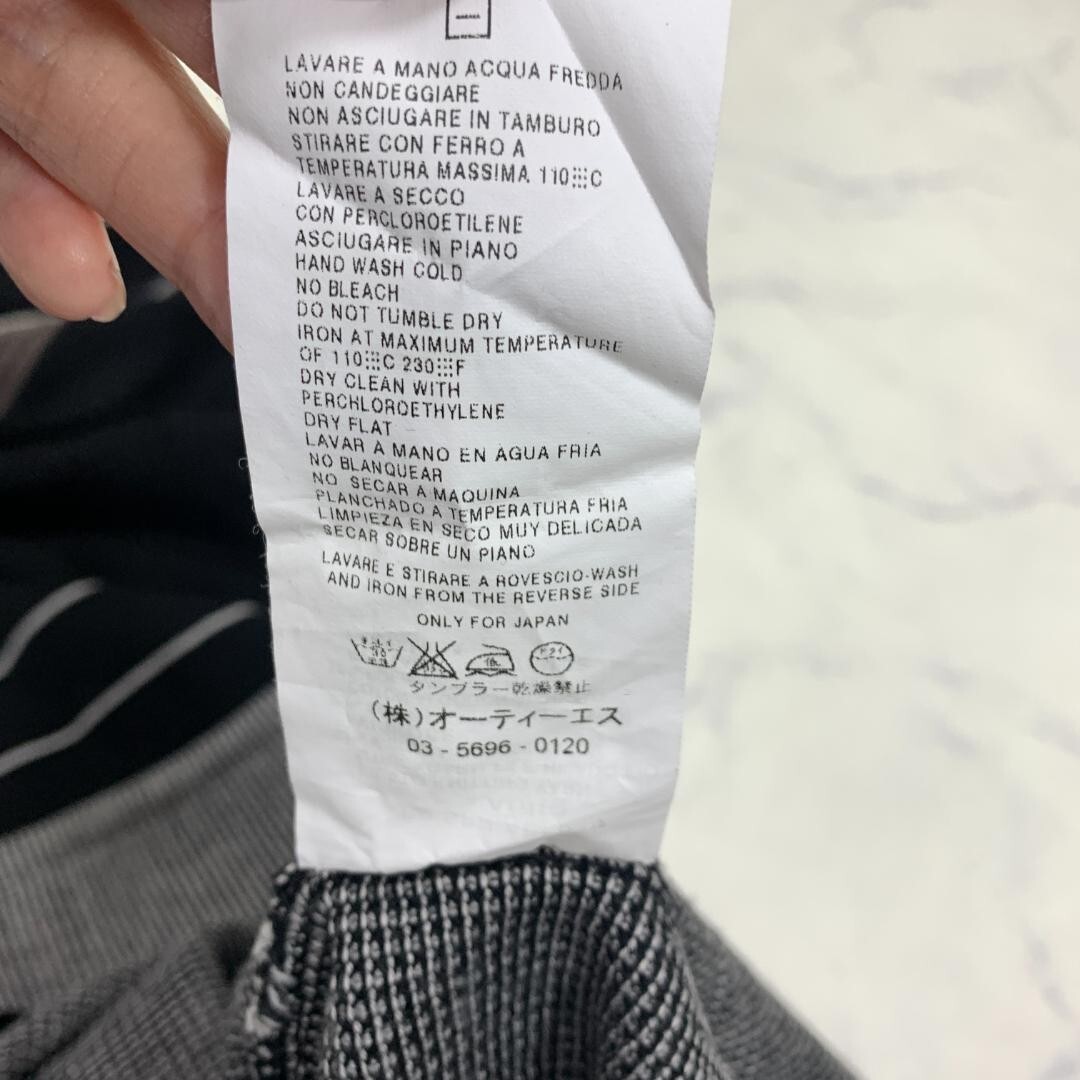 LAVARE A MANO ACQUA FREDDA
NON CANDEGGIARE
NON ASCIUGARE IN TAMBURO
STIRARE CON FERRO A
TEMPERATURA MASSIMA 110⣿C
LAVARE A SECCO
CON PERCLOROETILENE
ASCIUGARE IN PIANO
HAND WASH COLD
NO BLEACH
DO NOT TUMBLE DRY
IRON AT MAXIMUM TEMPERATURE
OF 110⣿C 230⣿F
DRY CLEAN WITH
PERCHLOROETHYLENE
DRY FLAT
LAVAR A MANO EN AGUA FRIA
NO BLANQUEAR
NO SECAR A MAQUINA
PLANCHADO A TEMPERATURA FRIA
LIMPIEZA EN SECO MUY DELICADA
SECAR SOBRE UN PIANO
LAVARE E STIRARE A ROVESCIO-WASH
AND IRON FROM THE REVERSE SIDE
ONLY FOR JAPAN
低 ドライ
タンブラー乾燥禁止
(株)オーティーエス
03 - 5696 - 0120